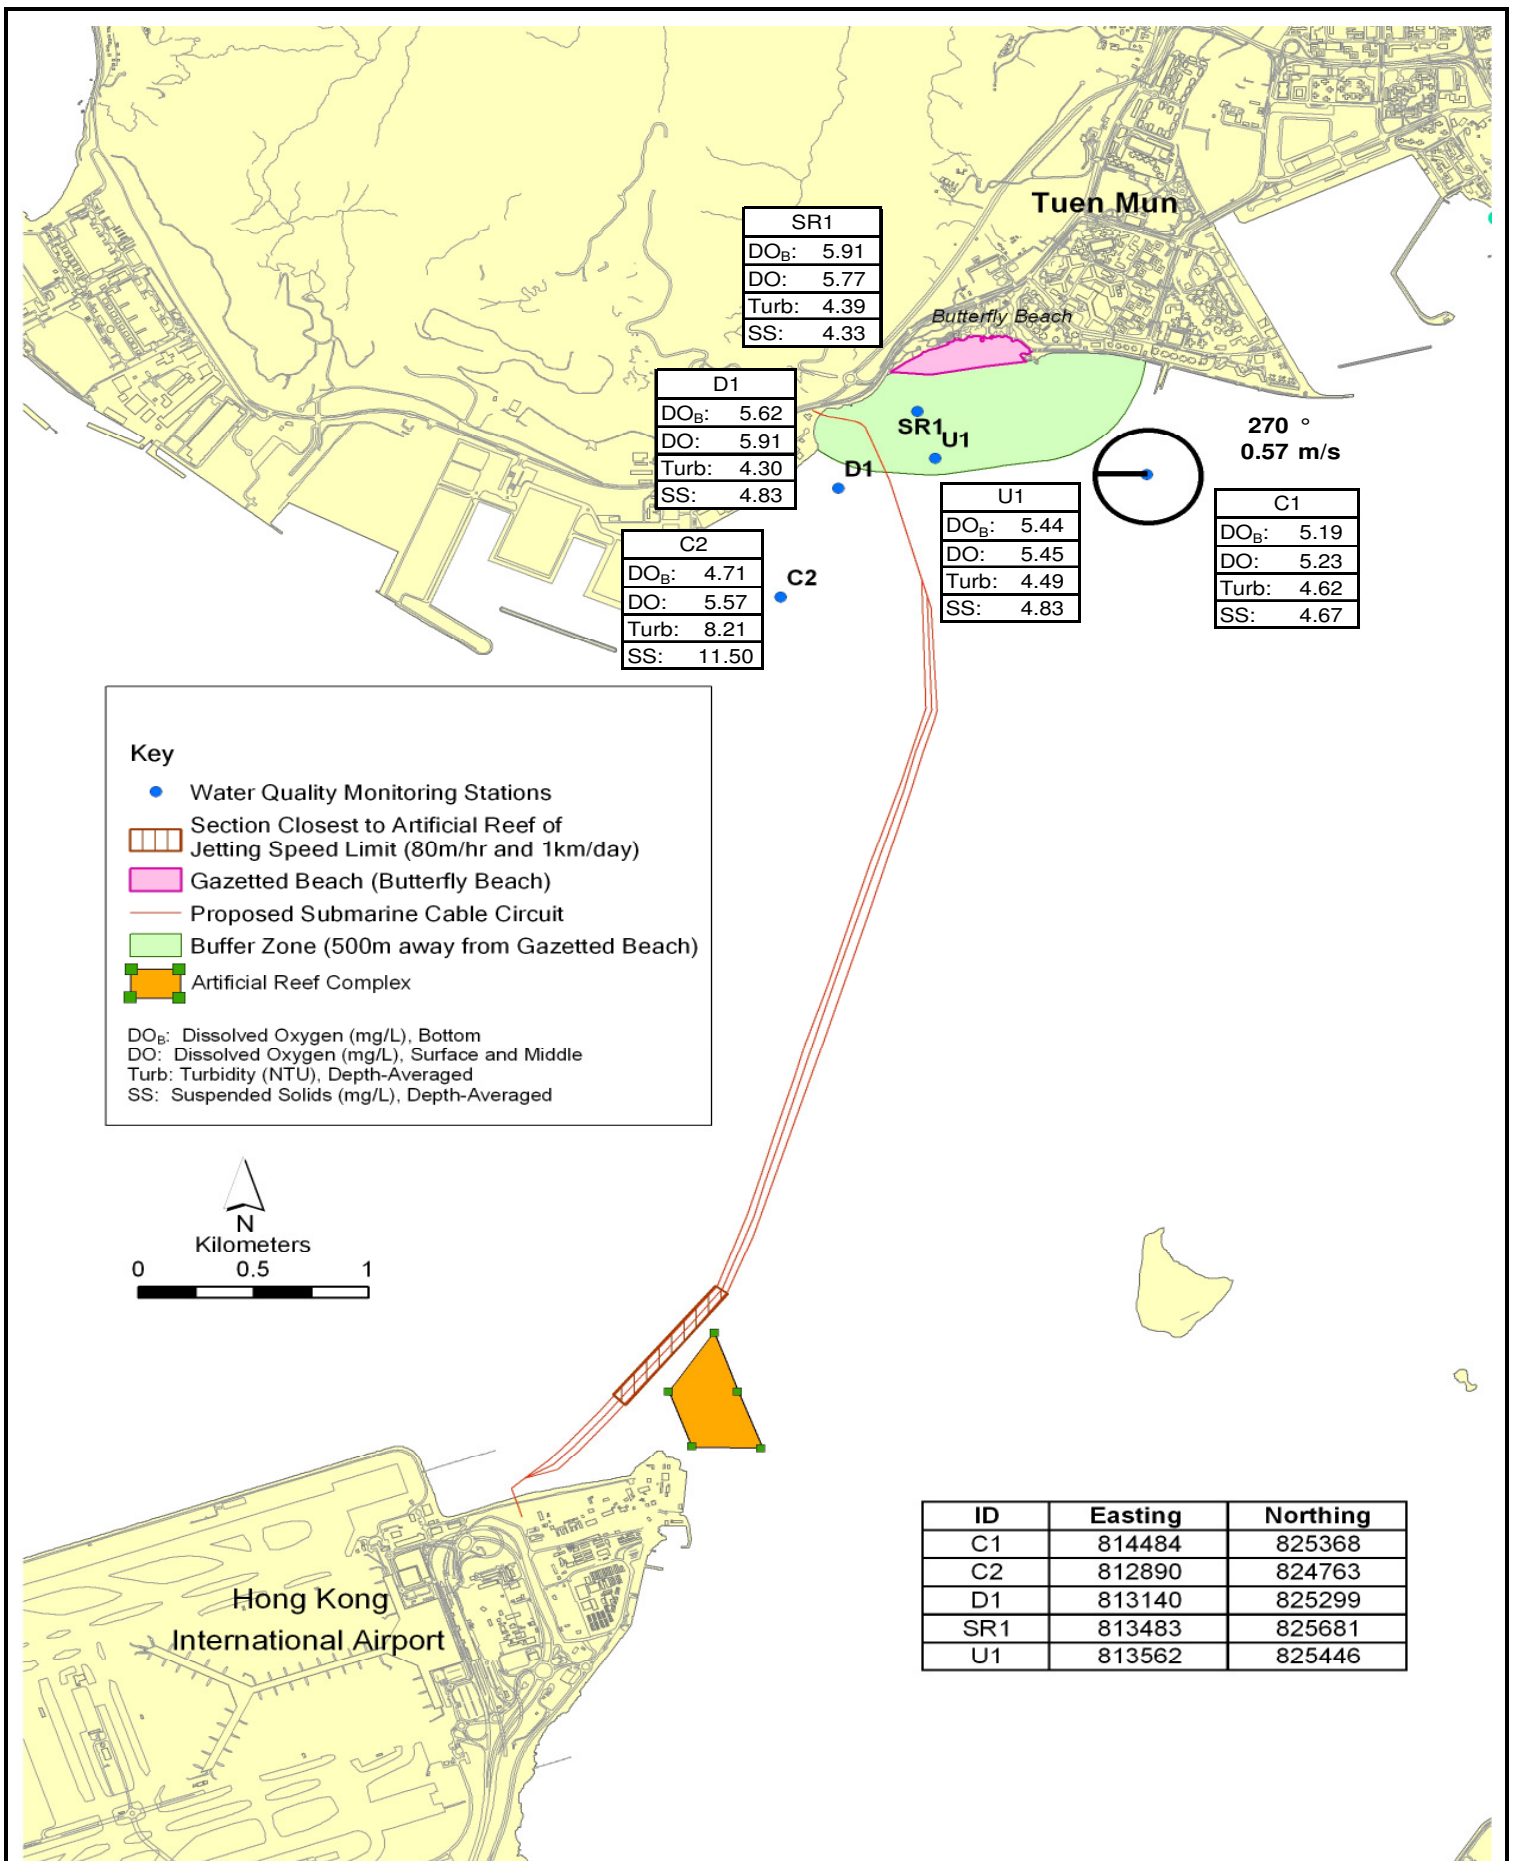 Tuen Mun
SR1
DOB: 5.91
DO: 5.77
Turb: 4.39
SS: 4.33
Butterfly Beach
D1
DOB: 5.62
DO: 5.91
Turb: 4.30
SS: 4.83
SR1
U1
D1
270 °
0.57 m/s
U1
DOB: 5.44
DO: 5.45
Turb: 4.49
SS: 4.83
C1
DOB: 5.19
DO: 5.23
Turb: 4.62
SS: 4.67
C2
DOB: 4.71
DO: 5.57
Turb: 8.21
SS: 11.50
C2
Key
Water Quality Monitoring Stations
Section Closest to Artificial Reef of
Jetting Speed Limit (80m/hr and 1km/day)
Gazetted Beach (Butterfly Beach)
Proposed Submarine Cable Circuit
Buffer Zone (500m away from Gazetted Beach)
Artificial Reef Complex
DOB: Dissolved Oxygen (mg/L), Bottom
DO: Dissolved Oxygen (mg/L), Surface and Middle
Turb: Turbidity (NTU), Depth-Averaged
SS: Suspended Solids (mg/L), Depth-Averaged
N
Kilometers
0 0.5 1
ID Easting Northing
C1 814484 825368
C2 812890 824763
D1 813140 825299
SR1 813483 825681
U1 813562 825446
Hong Kong
International Airport